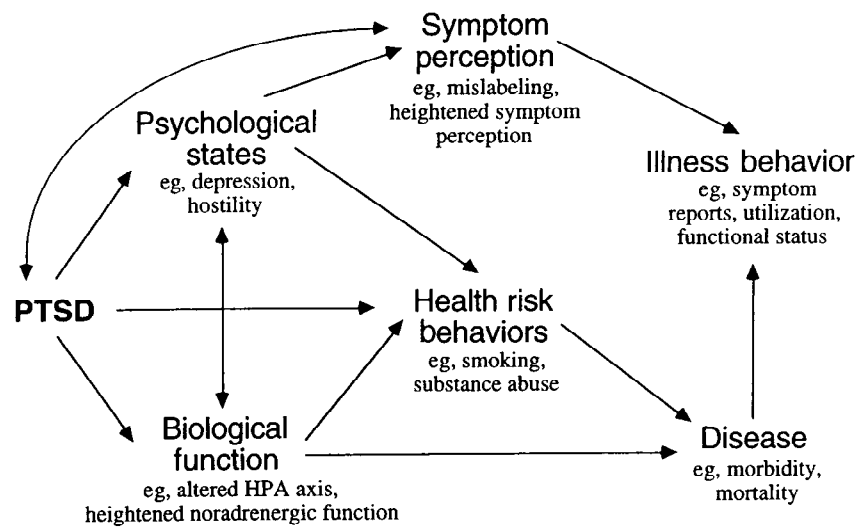 Symptom
perception
eg, mislabeling,
heightened symptom
perception
Psychological
states
eg, depression,
hostility
Illness behavior
eg, symptom
reports, utilization,
functional status
PTSD
Health risk
behaviors
eg, smoking,
substance abuse
Biological
function
eg, altered HPA axis,
heightened noradrenergic function
Disease
eg, morbidity,
mortality